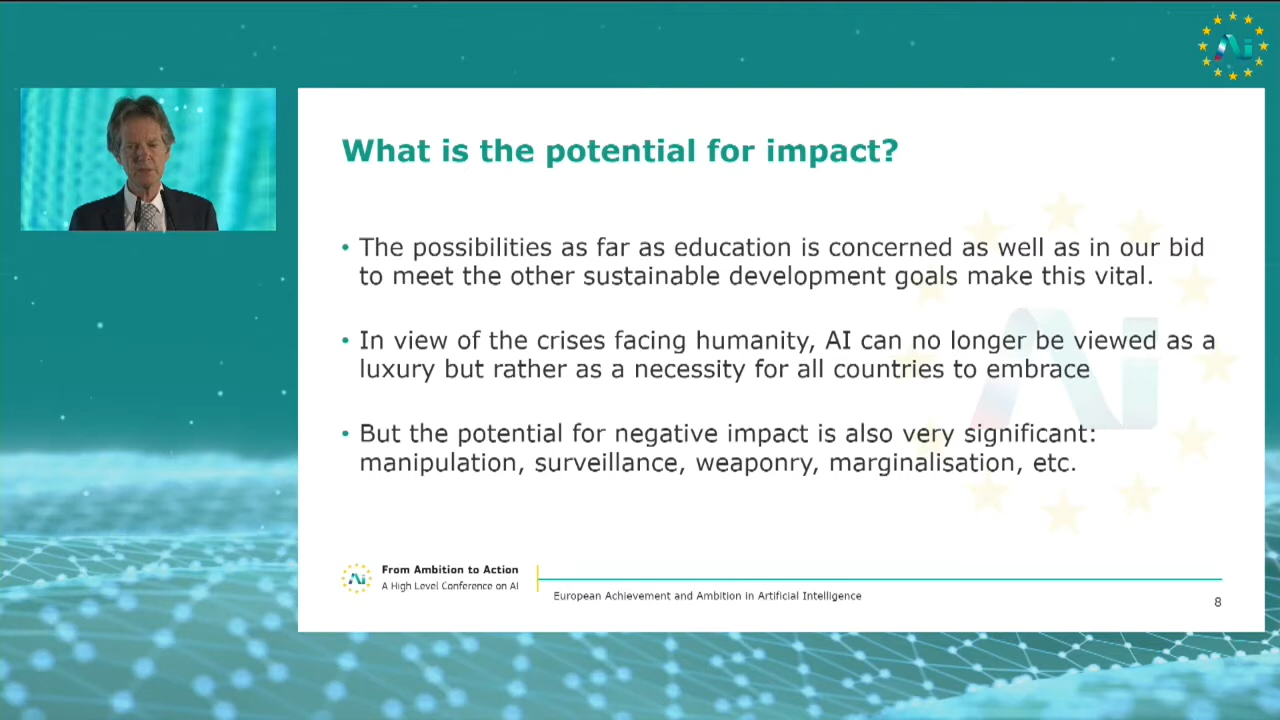 Ai
What is the potential for impact?
• The possibilities as far as education is concerned as well as in our bid
to meet the other sustainable development goals make this vital.
• In view of the crises facing humanity, AI can no longer be viewed as a
luxury but rather as a necessity for all countries to embrace
• But the potential for negative impact is also very significant:
manipulation, surveillance, weaponry, marginalisation, etc.
Ai
Ai
From Ambition to Action
A High Level Conference on AI
European Achievement and Ambition in Artificial Intelligence
8